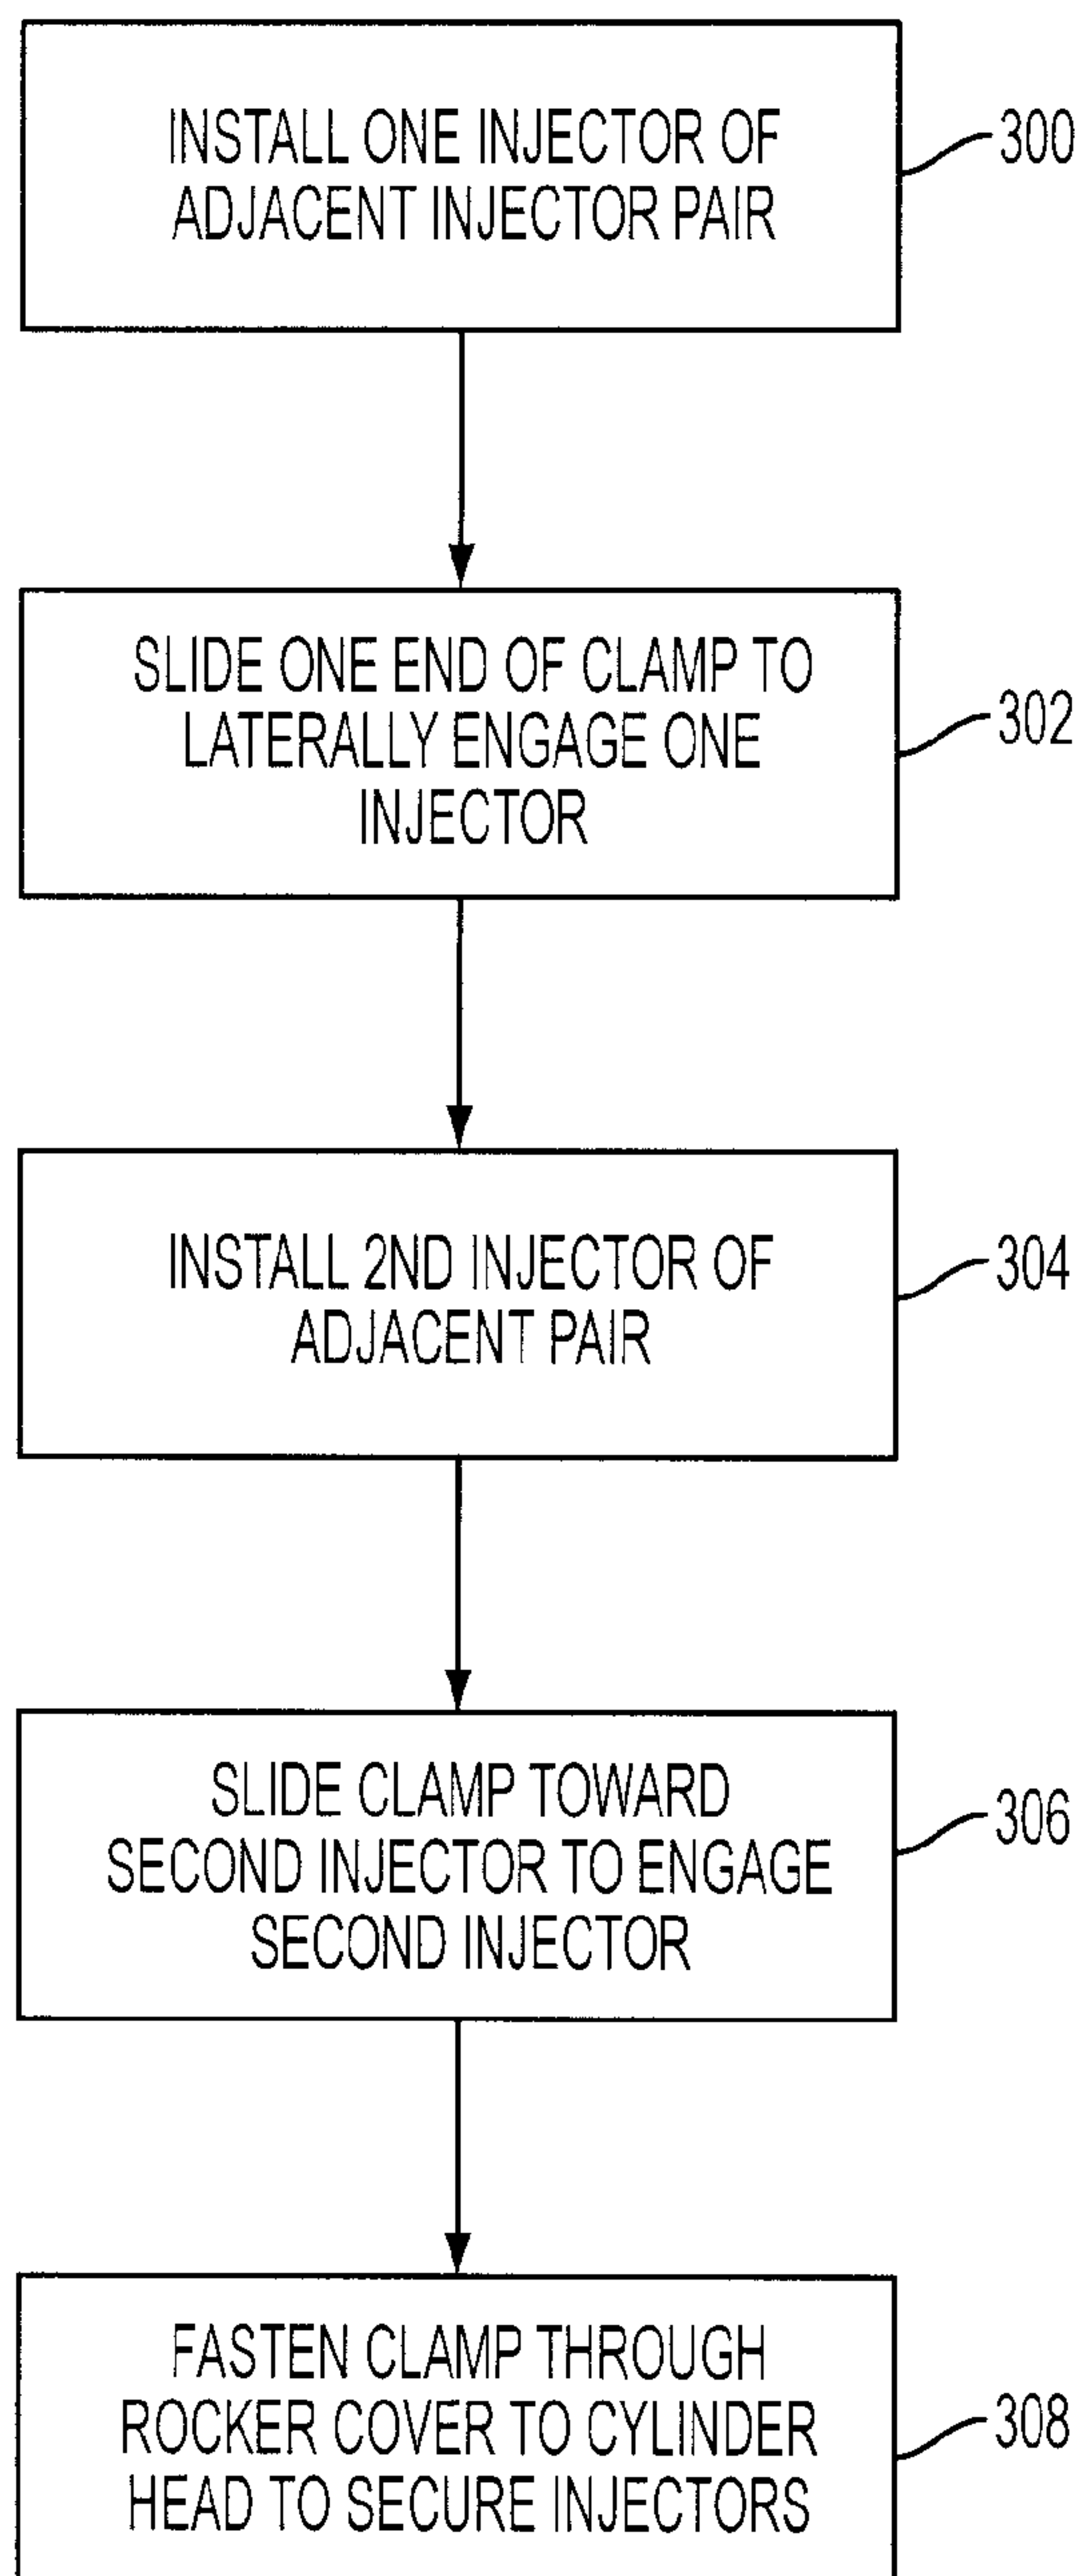 INSTALL ONE INJECTOR OF
ADJACENT INJECTOR PAIR
300
SLIDE ONE END OF CLAMP TO
LATERALLY ENGAGE ONE
INJECTOR
302
INSTALL 2ND INJECTOR OF
ADJACENT PAIR
304
SLIDE CLAMP TOWARD
SECOND INJECTOR TO ENGAGE
SECOND INJECTOR
306
FASTEN CLAMP THROUGH
ROCKER COVER TO CYLINDER
HEAD TO SECURE INJECTORS
308